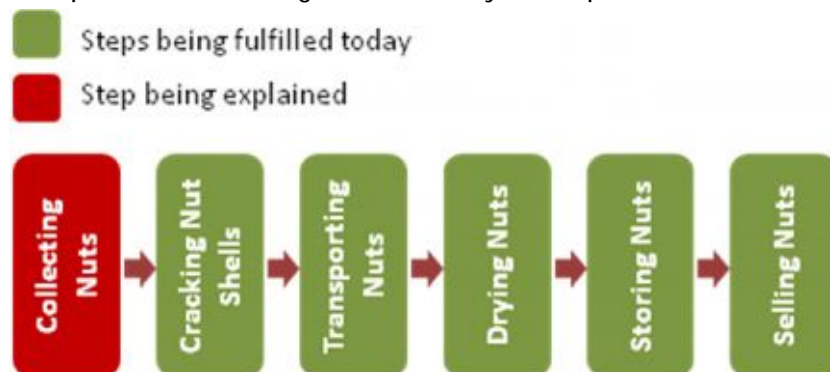 Steps being fulfilled today
Step being explained
Collecting
Nuts
Cracking Nut
Shells
Transporting
Nuts
Drying Nuts
Storing Nuts
Selling Nuts